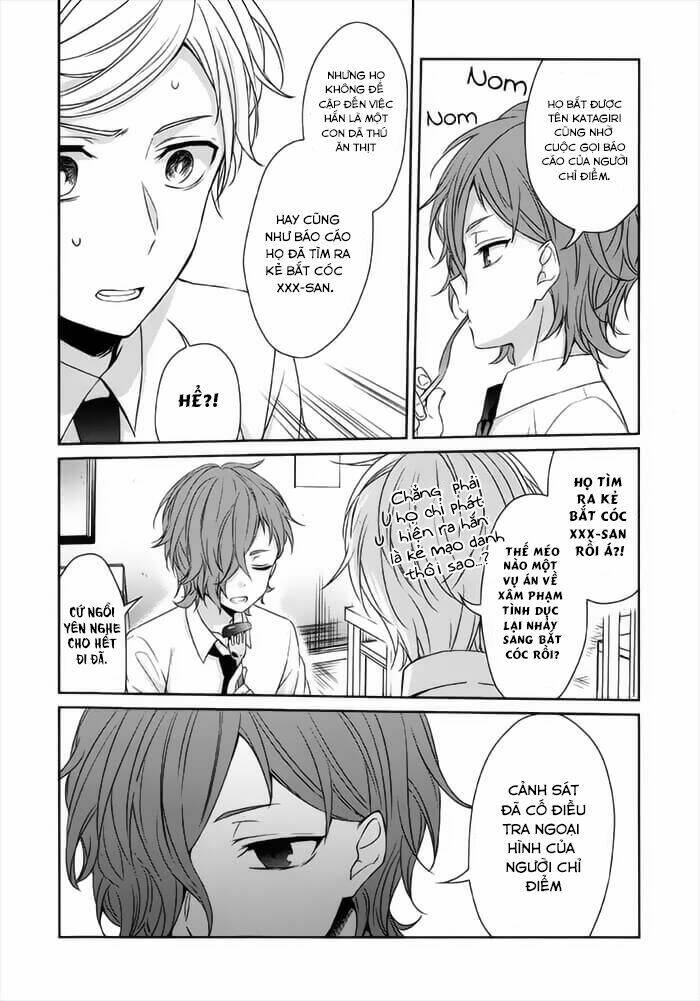 Nom
Nom
HỌ BẮT ĐƯỢC
TÊN KATAGIRI
CŨNG NHỜ
CUỘC GỌI BÁO
CÁO CỦA NGƯỜI
CHỈ ĐIỂM.
NHƯNG HỌ
KHÔNG ĐỀ
CẬP ĐẾN VIỆC
HẮN LÀ MỘT
CON DÃ THÚ
ĂN THỊT
HAY CŨNG
NHƯ BÁO CÁO
HỌ ĐÃ TÌM RA
KẺ BẮT CÓC
XXX-SAN.
HỂ?!
HỌ TÌM
RA KẺ
BẮT CÓC
XXX-SAN
RỒI Á?!
THẾ MÉO
NÀO MỘT
VỤ ÁN VỀ
XÂM PHẠM
TÌNH DỤC
LẠI NHẢY
SANG BẮT
CÓC RỒI?
Chẳng phải
họ chỉ phát
hiện ra hắn
là kẻ mạo danh
thôi sao..?
CỨ NGỒI
YÊN NGHE
CHO HẾT
ĐI ĐÃ.
CẢNH SÁT
ĐÃ CỐ ĐIỀU
TRA NGOẠI
HÌNH CỦA
NGƯỜI CHỈ
ĐIỂM